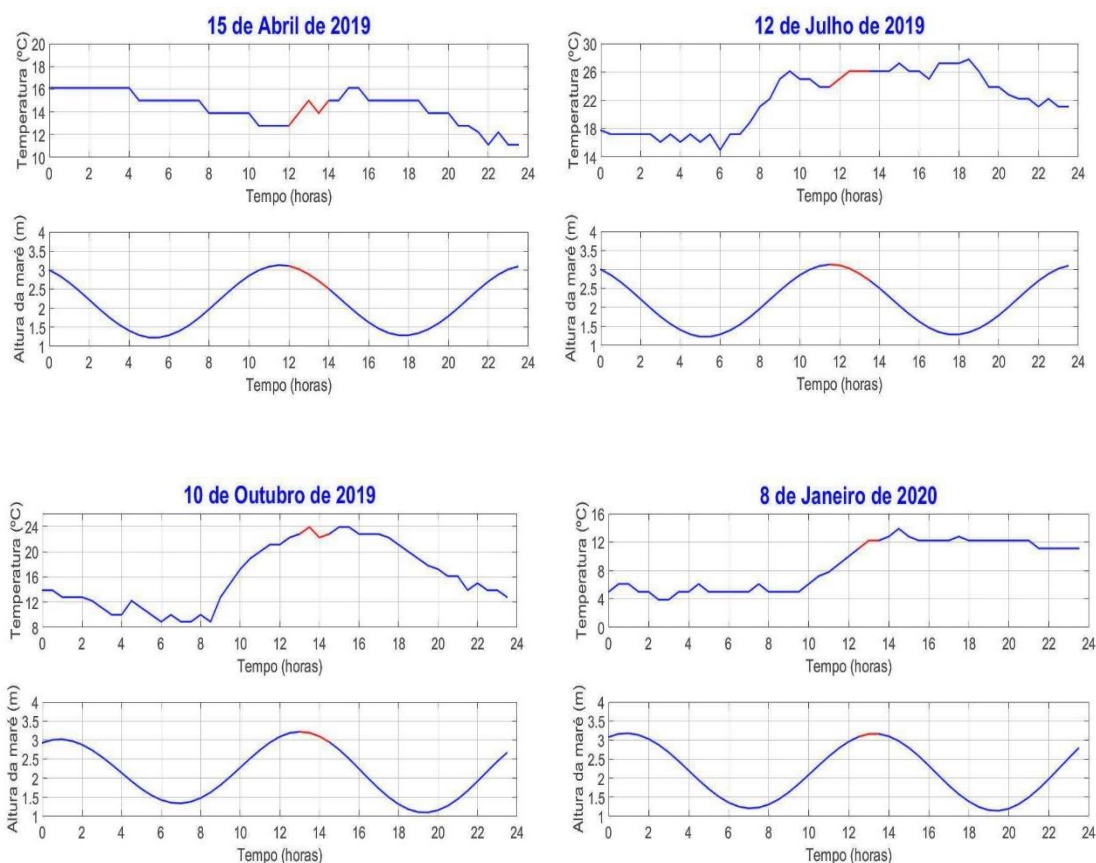 15 de Abril de 2019
Temperatura (ºC)
20
18
16
14
12
10
0 2 4 6 8 10 12 14 16 18 20 22 24
Tempo (horas)
Altura da maré (m)
4
3.5
3
2.5
2
1.5
1
0 2 4 6 8 10 12 14 16 18 20 22 24
Tempo (horas)
12 de Julho de 2019
Temperatura (ºC)
30
26
22
18
14
0 2 4 6 8 10 12 14 16 18 20 22 24
Tempo (horas)
Altura da maré (m)
4
3.5
3
2.5
2
1.5
1
0 2 4 6 8 10 12 14 16 18 20 22 24
Tempo (horas)
10 de Outubro de 2019
Temperatura (ºC)
24
20
16
12
8
0 2 4 6 8 10 12 14 16 18 20 22 24
Tempo (horas)
Altura da maré (m)
4
3.5
3
2.5
2
1.5
1
0 2 4 6 8 10 12 14 16 18 20 22 24
Tempo (horas)
8 de Janeiro de 2020
Temperatura (ºC)
16
12
8
4
0
0 2 4 6 8 10 12 14 16 18 20 22 24
Tempo (horas)
Altura da maré (m)
4
3.5
3
2.5
2
1.5
1
0 2 4 6 8 10 12 14 16 18 20 22 24
Tempo (horas)